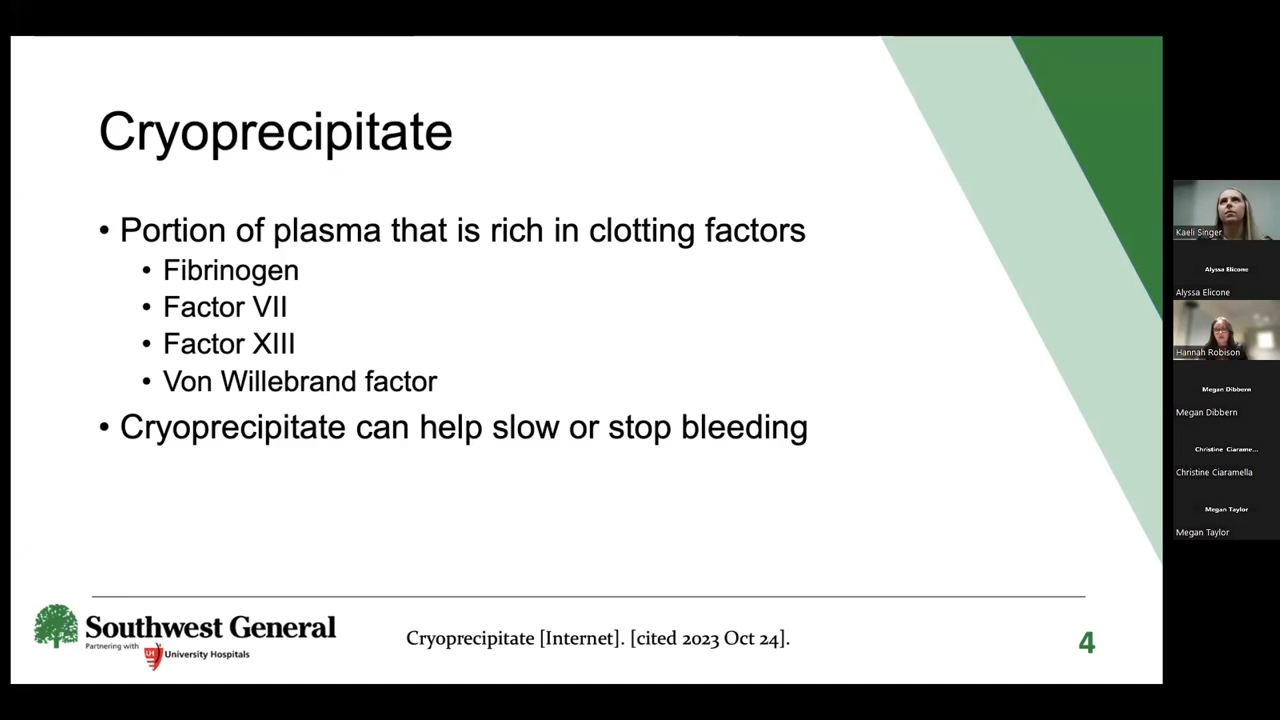 Cryoprecipitate
• Portion of plasma that is rich in clotting factors
• Fibrinogen
• Factor VII
• Factor XIII
• Von Willebrand factor
• Cryoprecipitate can help slow or stop bleeding
Southwest General
Partnering with
UH
University Hospitals
Cryoprecipitate [Internet]. [cited 2023 Oct 24].
4
Kaeli Singer
Alyssa Elicone
Alyssa Elicone
Hannah Robison
Megan Dibbern
Megan Dibbern
Christine Ciarame...
Christine Ciaramella
Megan Taylor
Megan Taylor